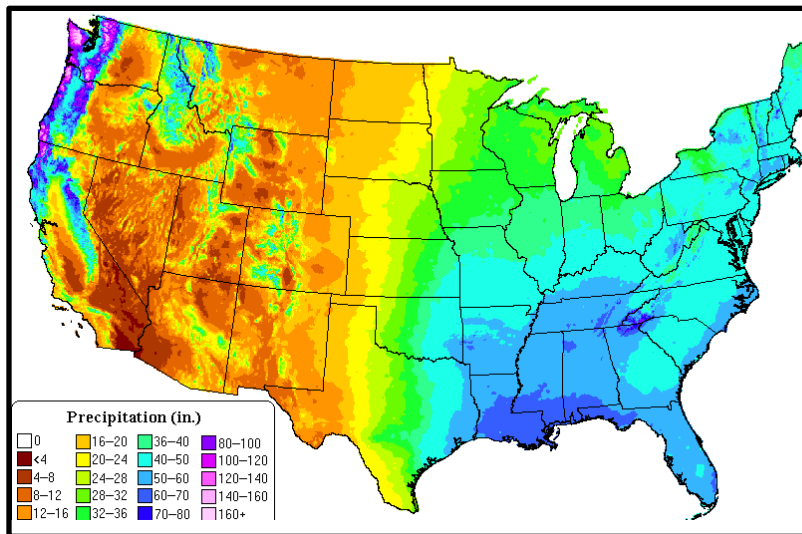 Precipitation (in.)
0 16–20 36–40 80–100
<4 20–24 40–50 100–120
4–8 24–28 50–60 120–140
8–12 28–32 60–70 140–160
12–16 32–36 70–80 160+